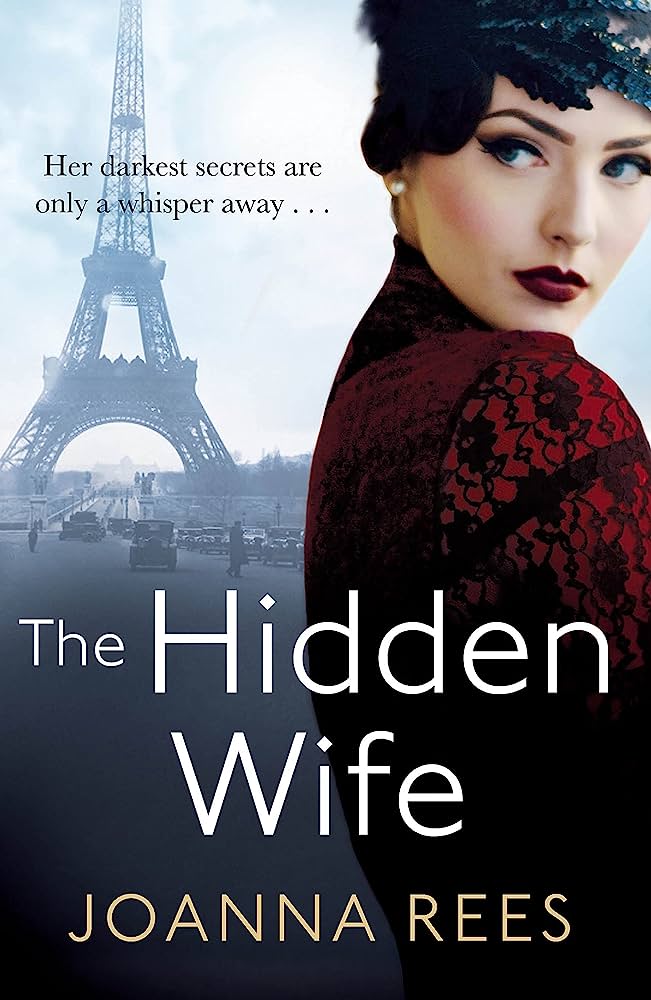 Her darkest secrets are
only a whisper away . . .
The Hidden
Wife
JOANNA REES